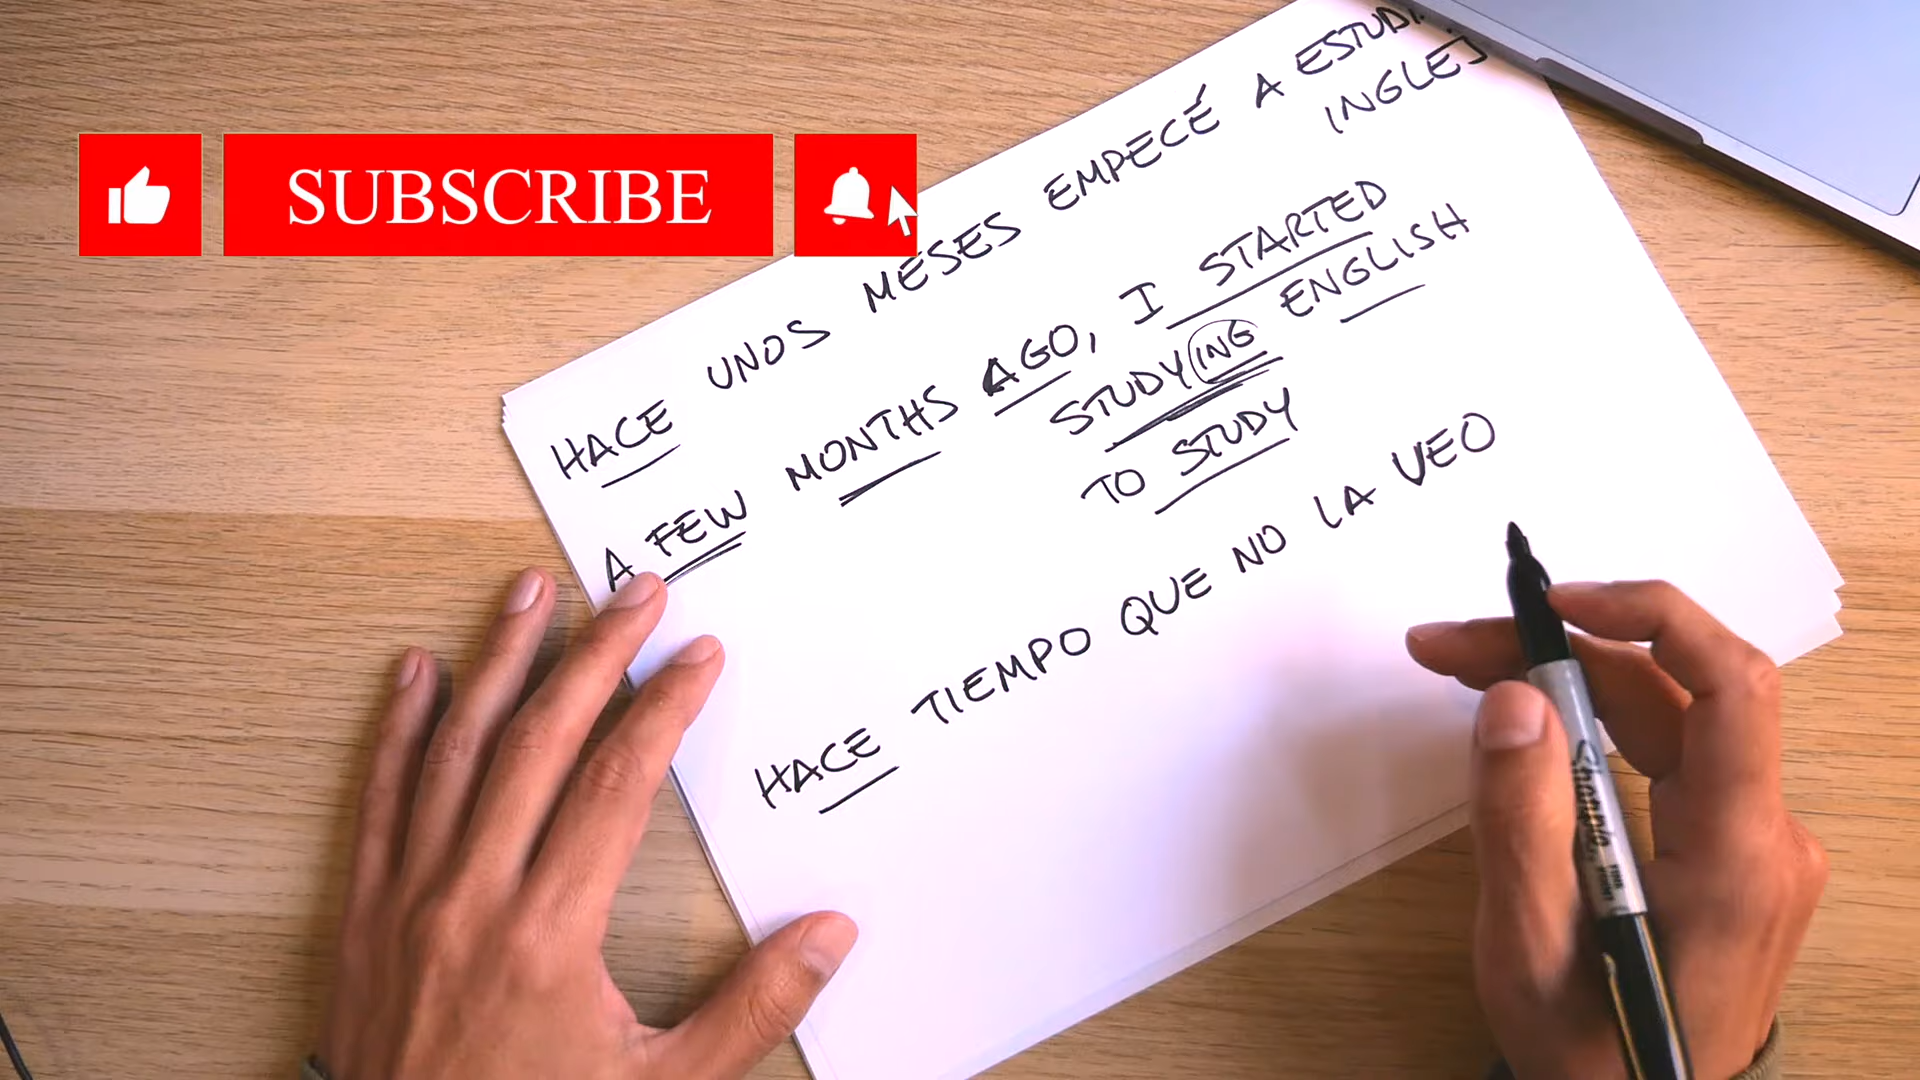 SUBSCRIBE
HACE UNOS MESES EMPECÉ A
INGLES
A FEW MONTHS AGO, I STARTED
STUDYING ENGLISH
TO STUDY
HACE TIEMPO QUE NO LA VEO
Sharpie